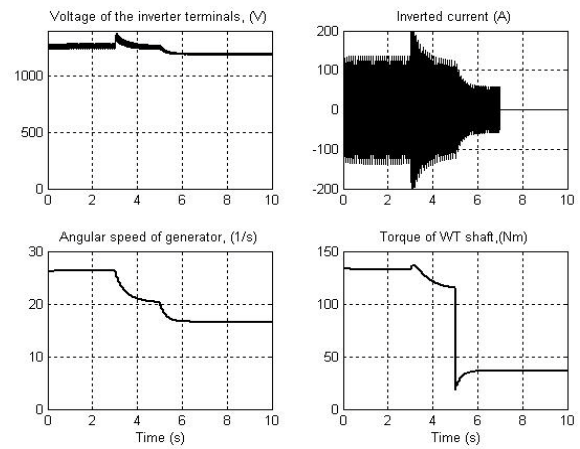 Voltage of the inverter terminals, (V)
1000
500
0
0 2 4 6 8 10
Inverted current (A)
200
100
0
-100
-200
0 2 4 6 8 10
Angular speed of generator, (1/s)
30
20
10
0
0 2 4 6 8 10
Time (s)
Torque of WT shaft,(Nm)
150
100
50
0
0 2 4 6 8 10
Time (s)